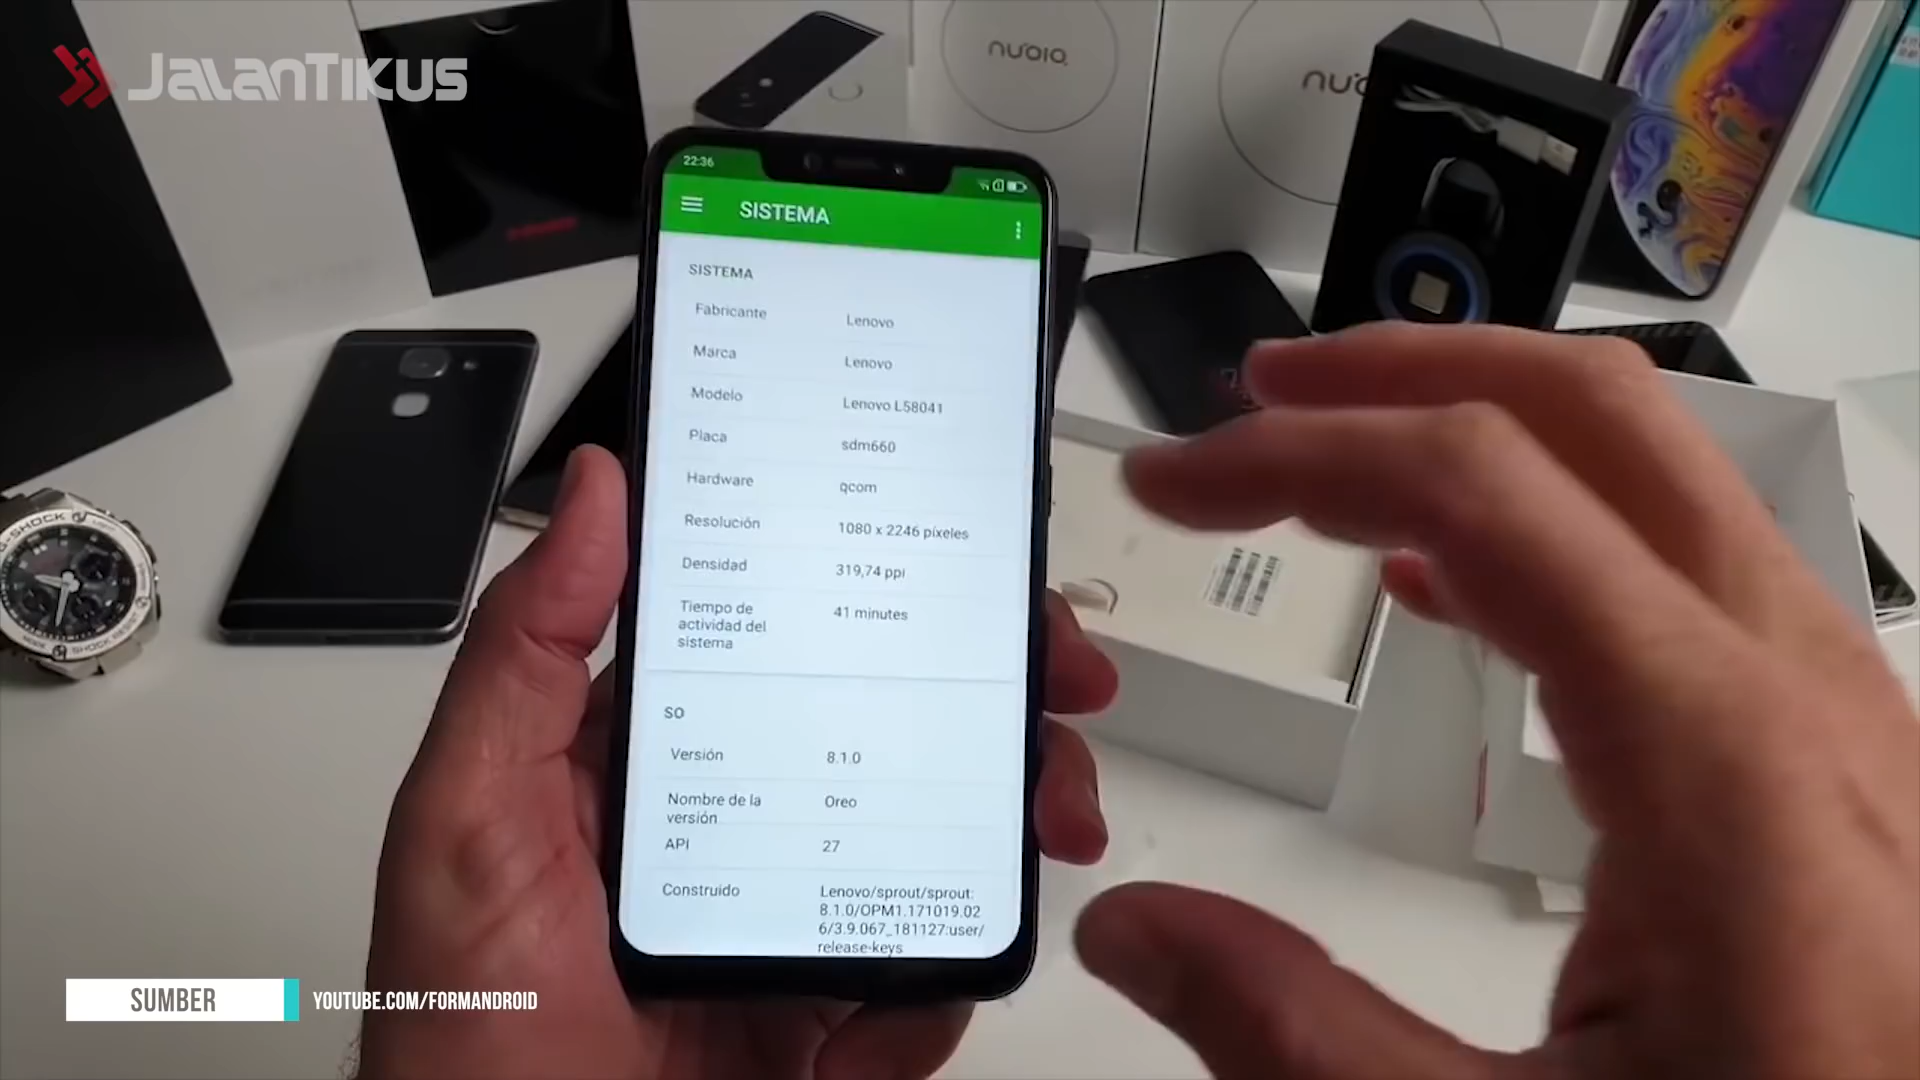 JALANTIKUS
nubia
22:36
SISTEMA
SISTEMA
Fabricante Lenovo
Marca Lenovo
Modelo Lenovo L58041
Placa sdm660
Hardware qcom
Resolución 1080 x 2246 píxeles
Densidad 319,74 ppi
Tiempo de actividad del sistema 41 minutes
SO
Versión 8.1.0
Nombre de la versión Oreo
API 27
Construido Lenovo/sprout/sprout:
8.1.0/OPM1.171019.02
6/3.9.067_181127:user/
release-keys
G-SHOCK
SHOCK RESIST
SUMBER
YOUTUBE.COM/FORMANDROID